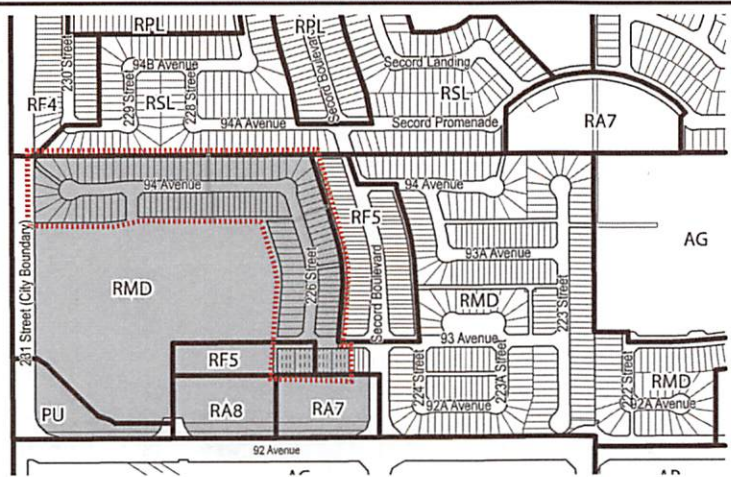 RPL
RPL
230 Street
94B Avenue
Secord Boulevard
Secord Landing
RF4
229 Street
RSL
228 Street
RSL
94A Avenue
Secord Promenade
RA7
94 Avenue
94 Avenue
RF5
AG
231 Street (City Boundary)
226 Street
Secord Boulevard
93A Avenue
RMD
RMD
223 Street
93 Avenue
RF5
224 Street
223A Street
222 Street
RMD
92A Avenue
92A Avenue
PU
RA8
RA7
92 Avenue